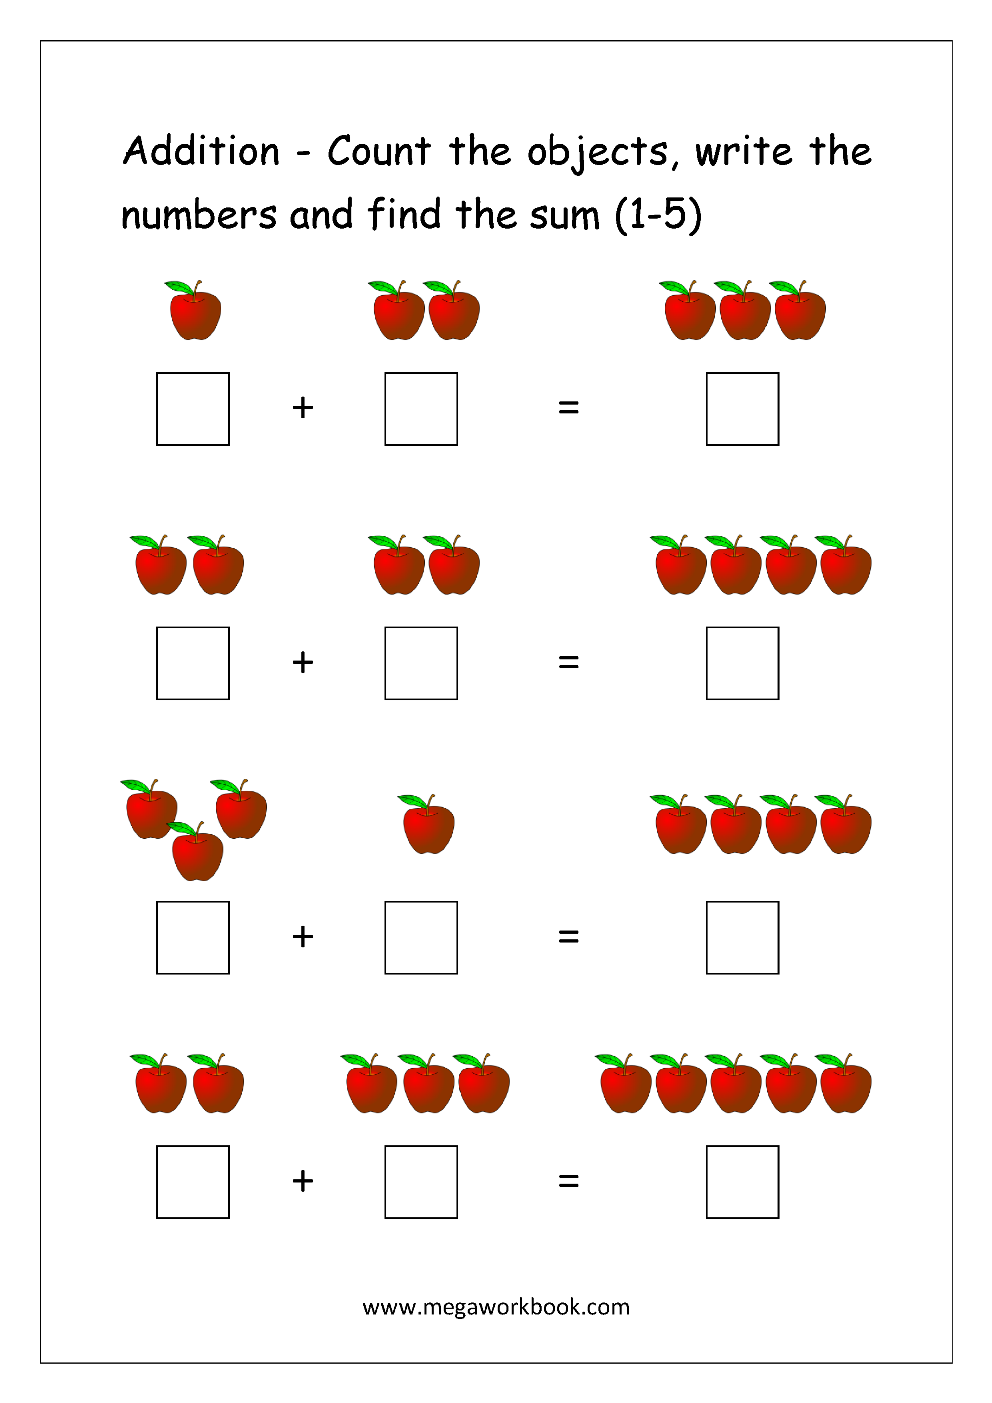 Addition - Count the objects, write the
numbers and find the sum (1-5)
+ =
+ =
+ =
+ =
www.megaworkbook.com